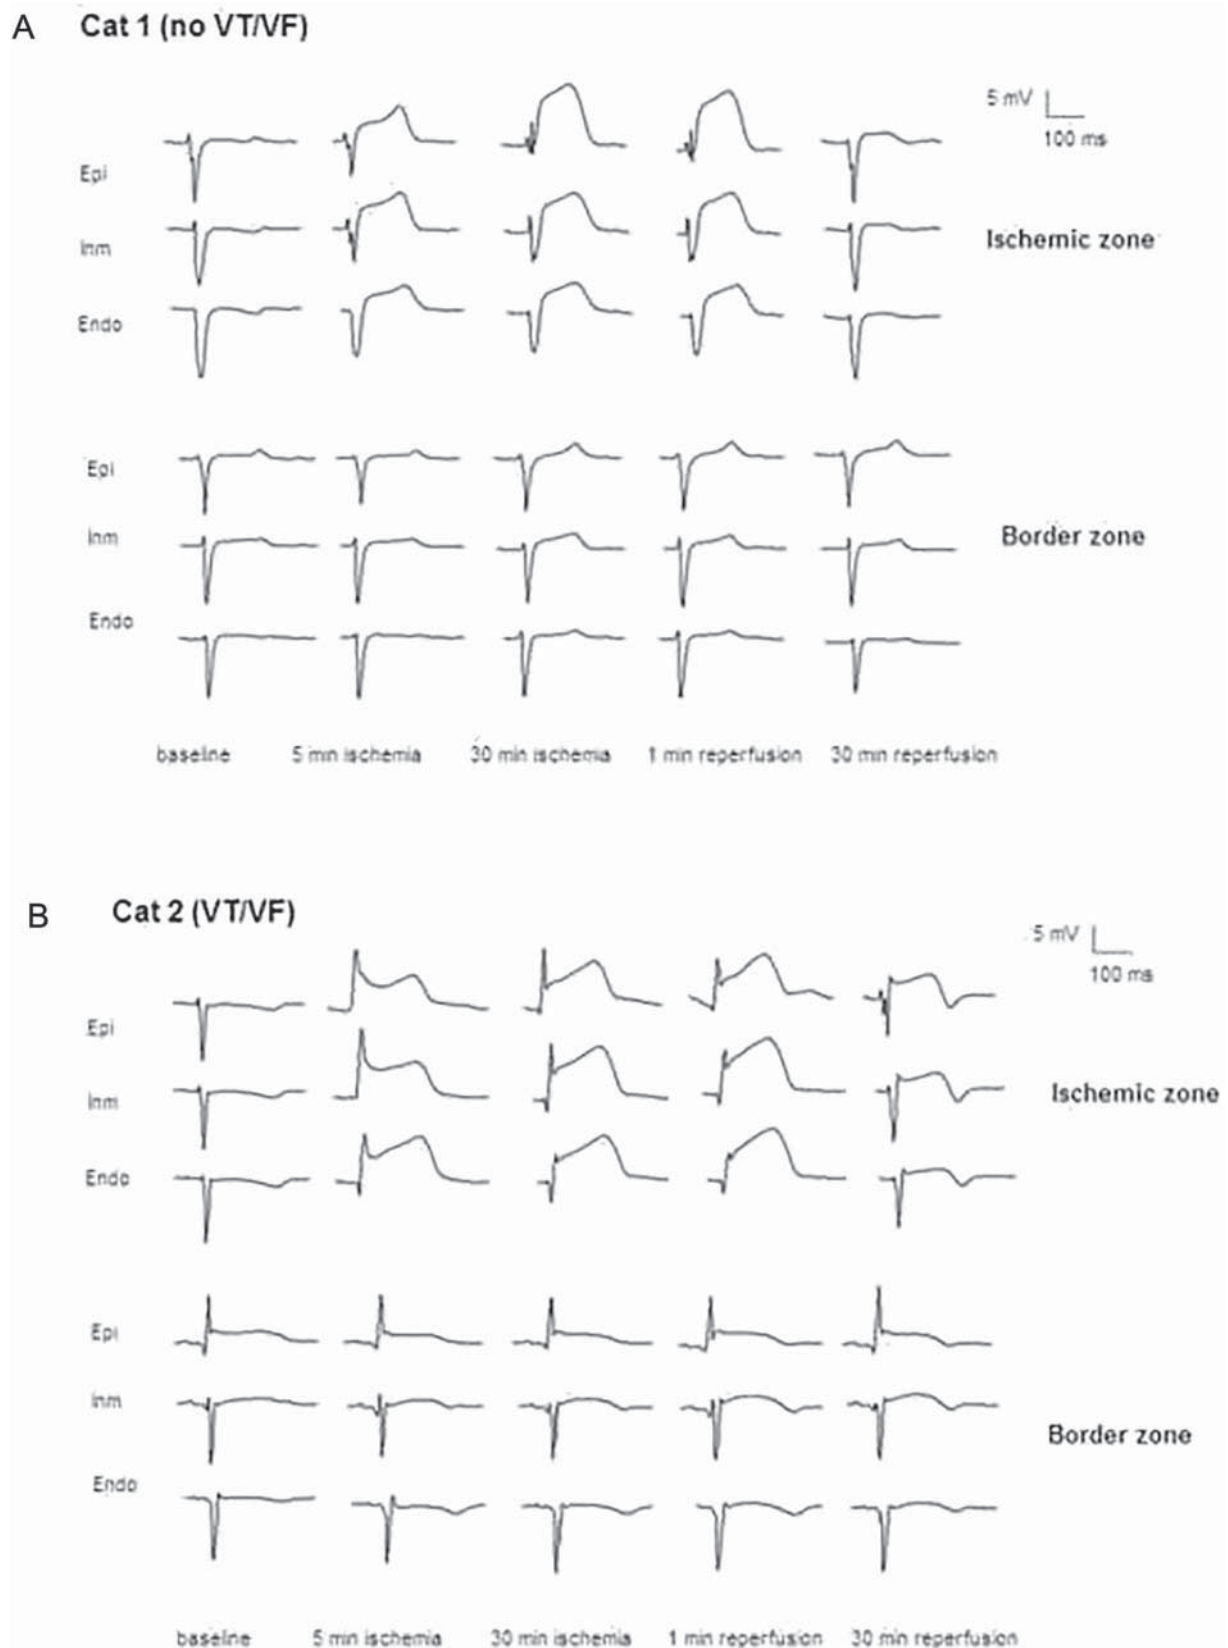 A Cat 1 (no VT/VF)
5 mV
100 ms
Epi
Inm
Ischemic zone
Endo
Epi
Inm
Border zone
Endo
baseline 5 min ischemia 30 min ischemia 1 min reperfusion 30 min reperfusion
B Cat 2 (VT/VF)
5 mV
100 ms
Epi
Inm
Ischemic zone
Endo
Epi
Inm
Border zone
Endo
baseline 5 min ischemia 30 min ischemia 1 min reperfusion 30 min reperfusion